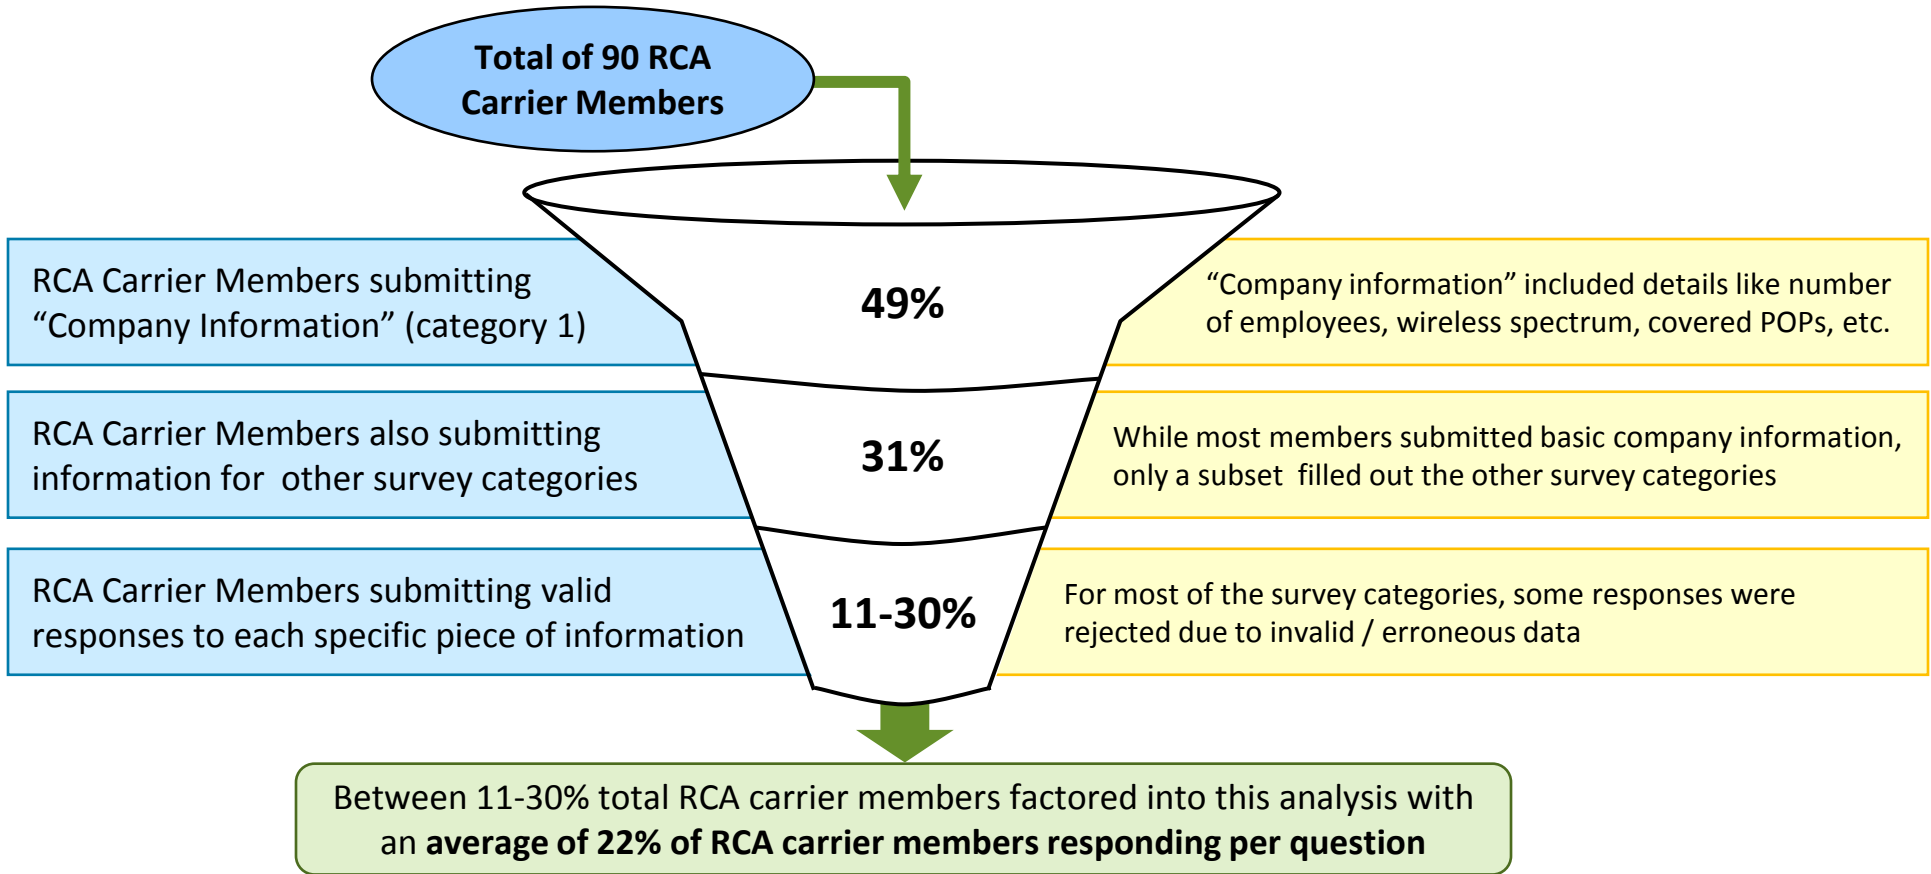 Total of 90 RCA
Carrier Members
RCA Carrier Members submitting
“Company Information” (category 1)
49%
“Company information” included details like number
of employees, wireless spectrum, covered POPs, etc.
RCA Carrier Members also submitting
information for other survey categories
31%
While most members submitted basic company information,
only a subset filled out the other survey categories
RCA Carrier Members submitting valid
responses to each specific piece of information
11-30%
For most of the survey categories, some responses were
rejected due to invalid / erroneous data
Between 11-30% total RCA carrier members factored into this analysis with
an average of 22% of RCA carrier members responding per question